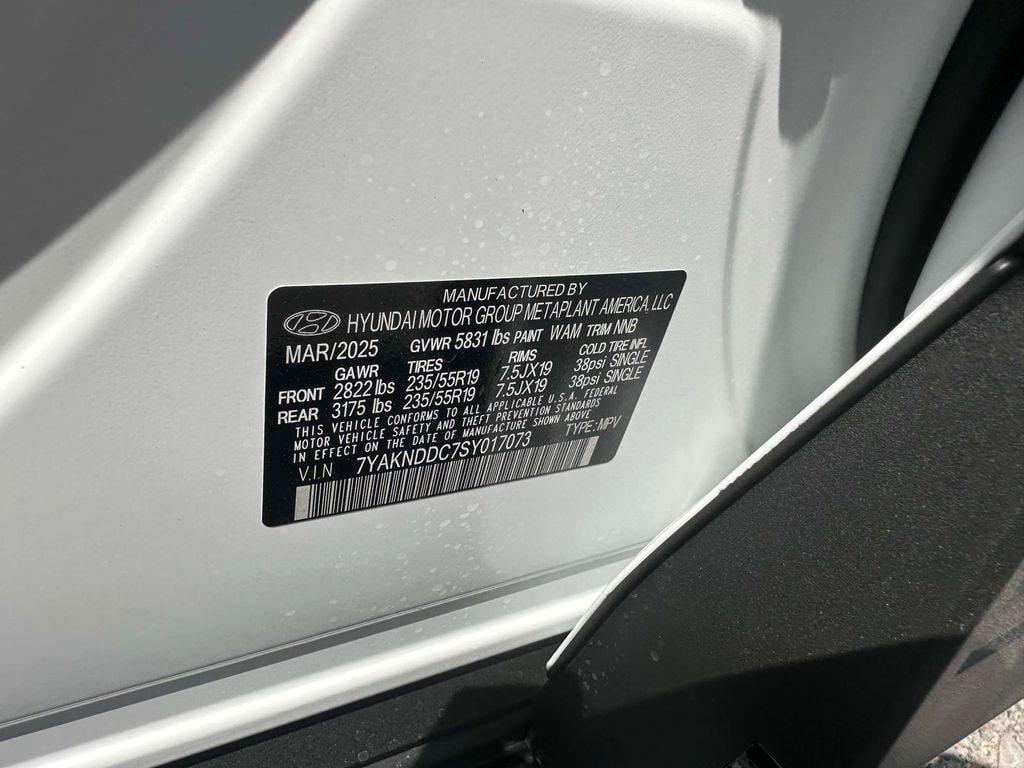 MANUFACTURED BY
HYUNDAI MOTOR GROUP METAPLANT AMERICA, LLC
MAR/2025 GVWR 5831 lbs PAINT WAM TRIM NNB
GAWR TIRES RIMS COLD TIRE INFL
FRONT 2822 lbs 235/55R19 7.5JX19 38psi SINGLE
REAR 3175 lbs 235/55R19 7.5JX19 38psi SINGLE
THIS VEHICLE CONFORMS TO ALL APPLICABLE U.S.A. FEDERAL
MOTOR VEHICLE SAFETY AND THEFT PREVENTION STANDARDS
IN EFFECT ON THE DATE OF MANUFACTURE SHOWN ABOVE
V.I.N 7YAKNDDC7SY017073 TYPE:MPV